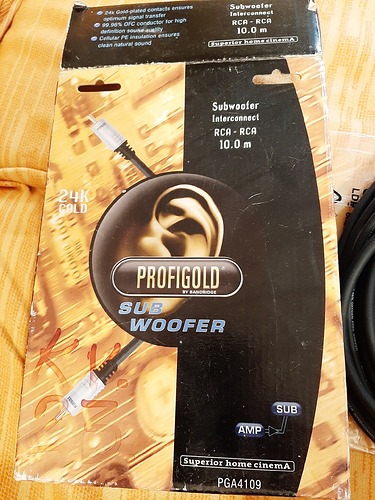 24k Gold-plated contacts ensures
optimum signal transfer
99.96% OFC conductor for high
definition sound quality
Cellular PE insulation ensures
clean natural sound
Subwoofer
Interconnect
RCA - RCA
10.0 m
Superior home cinemA
Subwoofer
Interconnect
RCA - RCA
10.0 m
24K
GOLD
PROFIGOLD
BY BANDRIDGE
SUB
WOOFER
SUB
AMP
Superior home cinemA
PGA4109